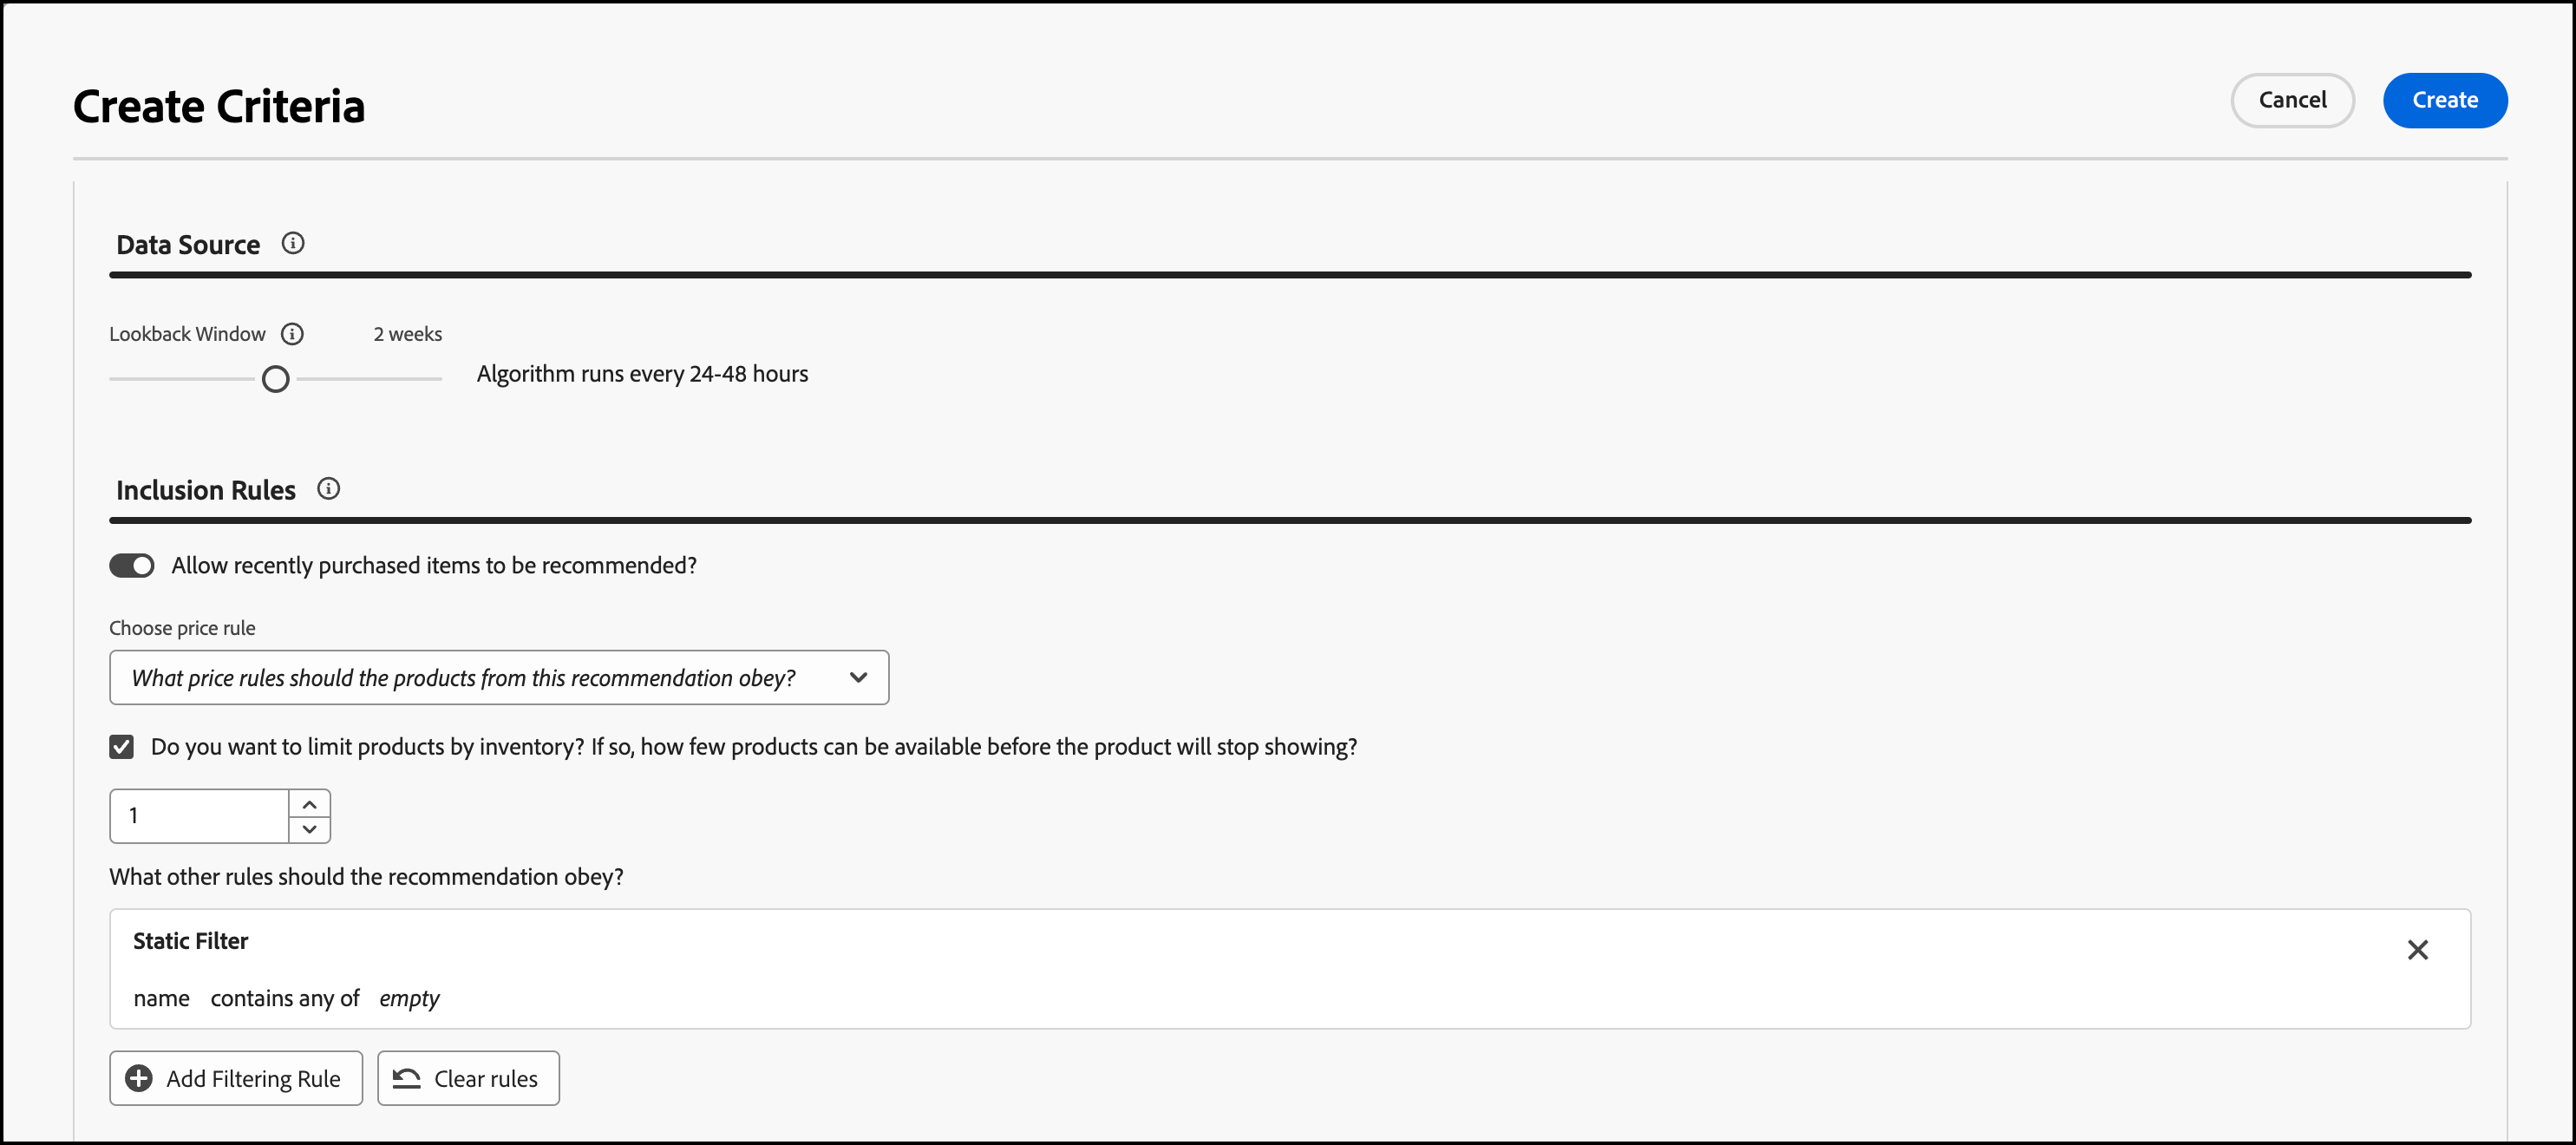 Create Criteria
Cancel
Create
Data Source
Lookback Window
2 weeks
Algorithm runs every 24-48 hours
Inclusion Rules
Allow recently purchased items to be recommended?
Choose price rule
What price rules should the products from this recommendation obey?
Do you want to limit products by inventory? If so, how few products can be available before the product will stop showing?
1
What other rules should the recommendation obey?
Static Filter
name contains any of empty
Add Filtering Rule
Clear rules